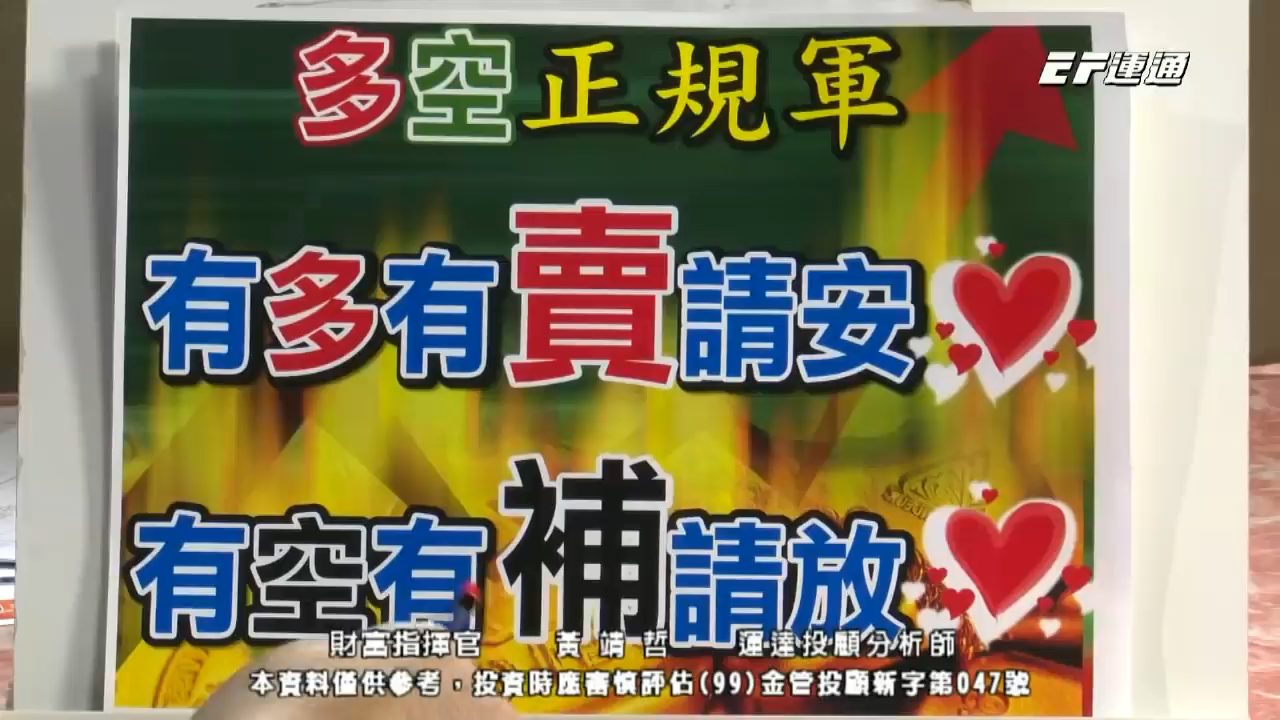 多空正規軍
EF運通
有多有賣請安
有空有補請放
財富指揮官 黃靖哲 運達投顧分析師
本資料僅供參考，投資時應審慎評估(99)金管投顧新字第047號